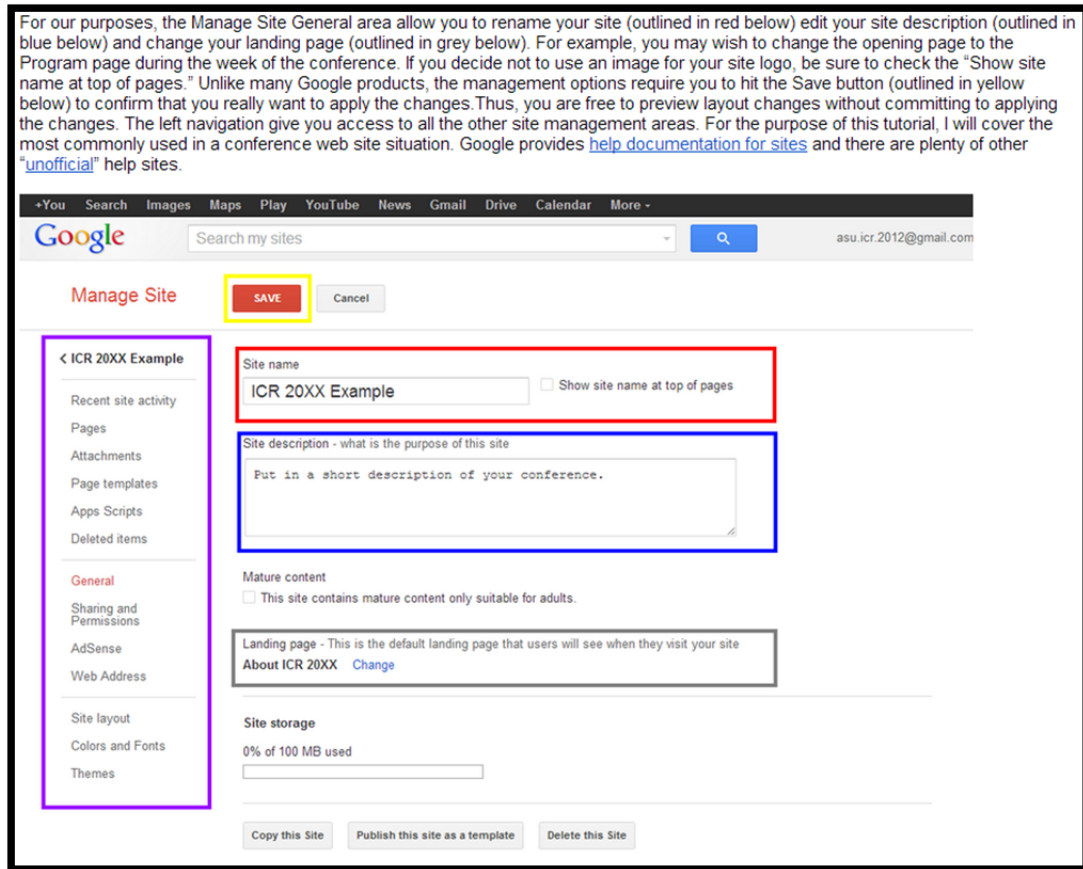 For our purposes, the Manage Site General area allow you to rename your site (outlined in red below) edit your site description (outlined in
blue below) and change your landing page (outlined in grey below). For example, you may wish to change the opening page to the
Program page during the week of the conference. If you decide not to use an image for your site logo, be sure to check the “Show site
name at top of pages.” Unlike many Google products, the management options require you to hit the Save button (outlined in yellow
below) to confirm that you really want to apply the changes.Thus, you are free to preview layout changes without committing to applying
the changes. The left navigation give you access to all the other site management areas. For the purpose of this tutorial, I will cover the
most commonly used in a conference web site situation. Google provides help documentation for sites and there are plenty of other
“unofficial” help sites.
+You Search Images Maps Play YouTube News Gmail Drive Calendar More
Google Search my sites asu.icr.2012@gmail.com
Manage Site SAVE Cancel
< ICR 20XX Example
Recent site activity
Pages
Attachments
Page templates
Apps Scripts
Deleted items
General
Sharing and
Permissions
AdSense
Web Address
Site layout
Colors and Fonts
Themes
Site name
ICR 20XX Example Show site name at top of pages
Site description - what is the purpose of this site
Put in a short description of your conference.
Mature content
This site contains mature content only suitable for adults.
Landing page - This is the default landing page that users will see when they visit your site
About ICR 20XX Change
Site storage
0% of 100 MB used
Copy this Site Publish this site as a template Delete this Site